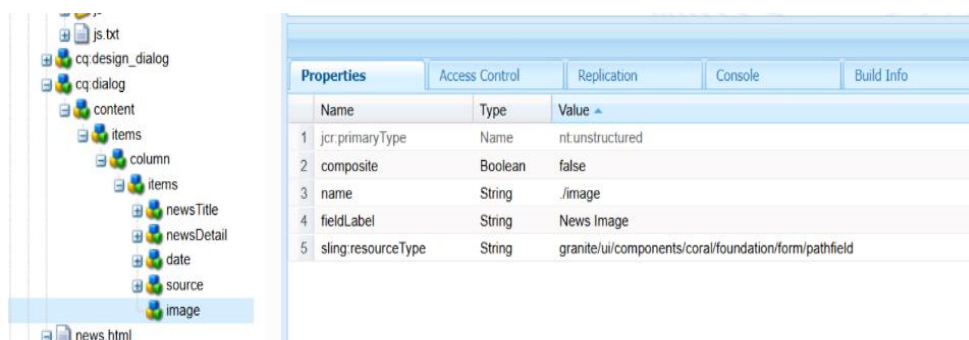 js.txt
cq:design_dialog
cq:dialog
content
items
column
items
newsTitle
newsDetail
date
source
image
news.html
Properties Access Control Replication Console Build Info
Name Type Value
1 jcr:primaryType Name nt:unstructured
2 composite Boolean false
3 name String ./image
4 fieldLabel String News Image
5 sling:resourceType String granite/ui/components/coral/foundation/form/pathfield